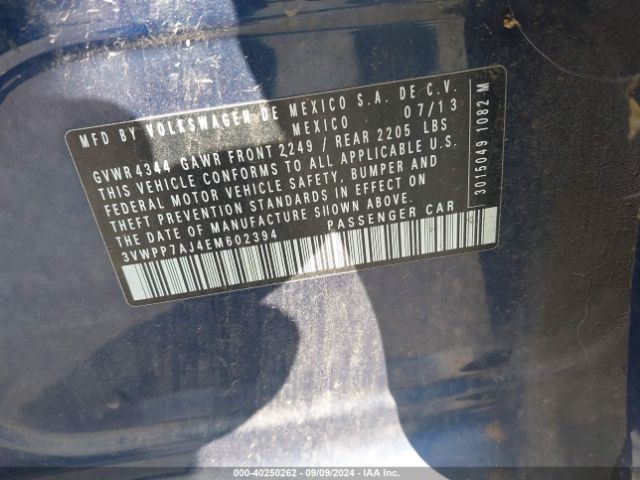 MFD BY VOLKSWAGEN DE MEXICO S.A. DE C.V.
MEXICO 07/13
GVWR 4344 GAWR FRONT 2249 / REAR 2205 LBS
THIS VEHICLE CONFORMS TO ALL APPLICABLE U.S.
FEDERAL MOTOR VEHICLE SAFETY, BUMPER AND
THEFT PREVENTION STANDARDS IN EFFECT ON
THE DATE OF MANUFACTURE SHOWN ABOVE.
3VWPP7AJ4EM602394 PASSENGER CAR
3015049 1082 M
000-40250262 - 09/09/2024 - IAA Inc.